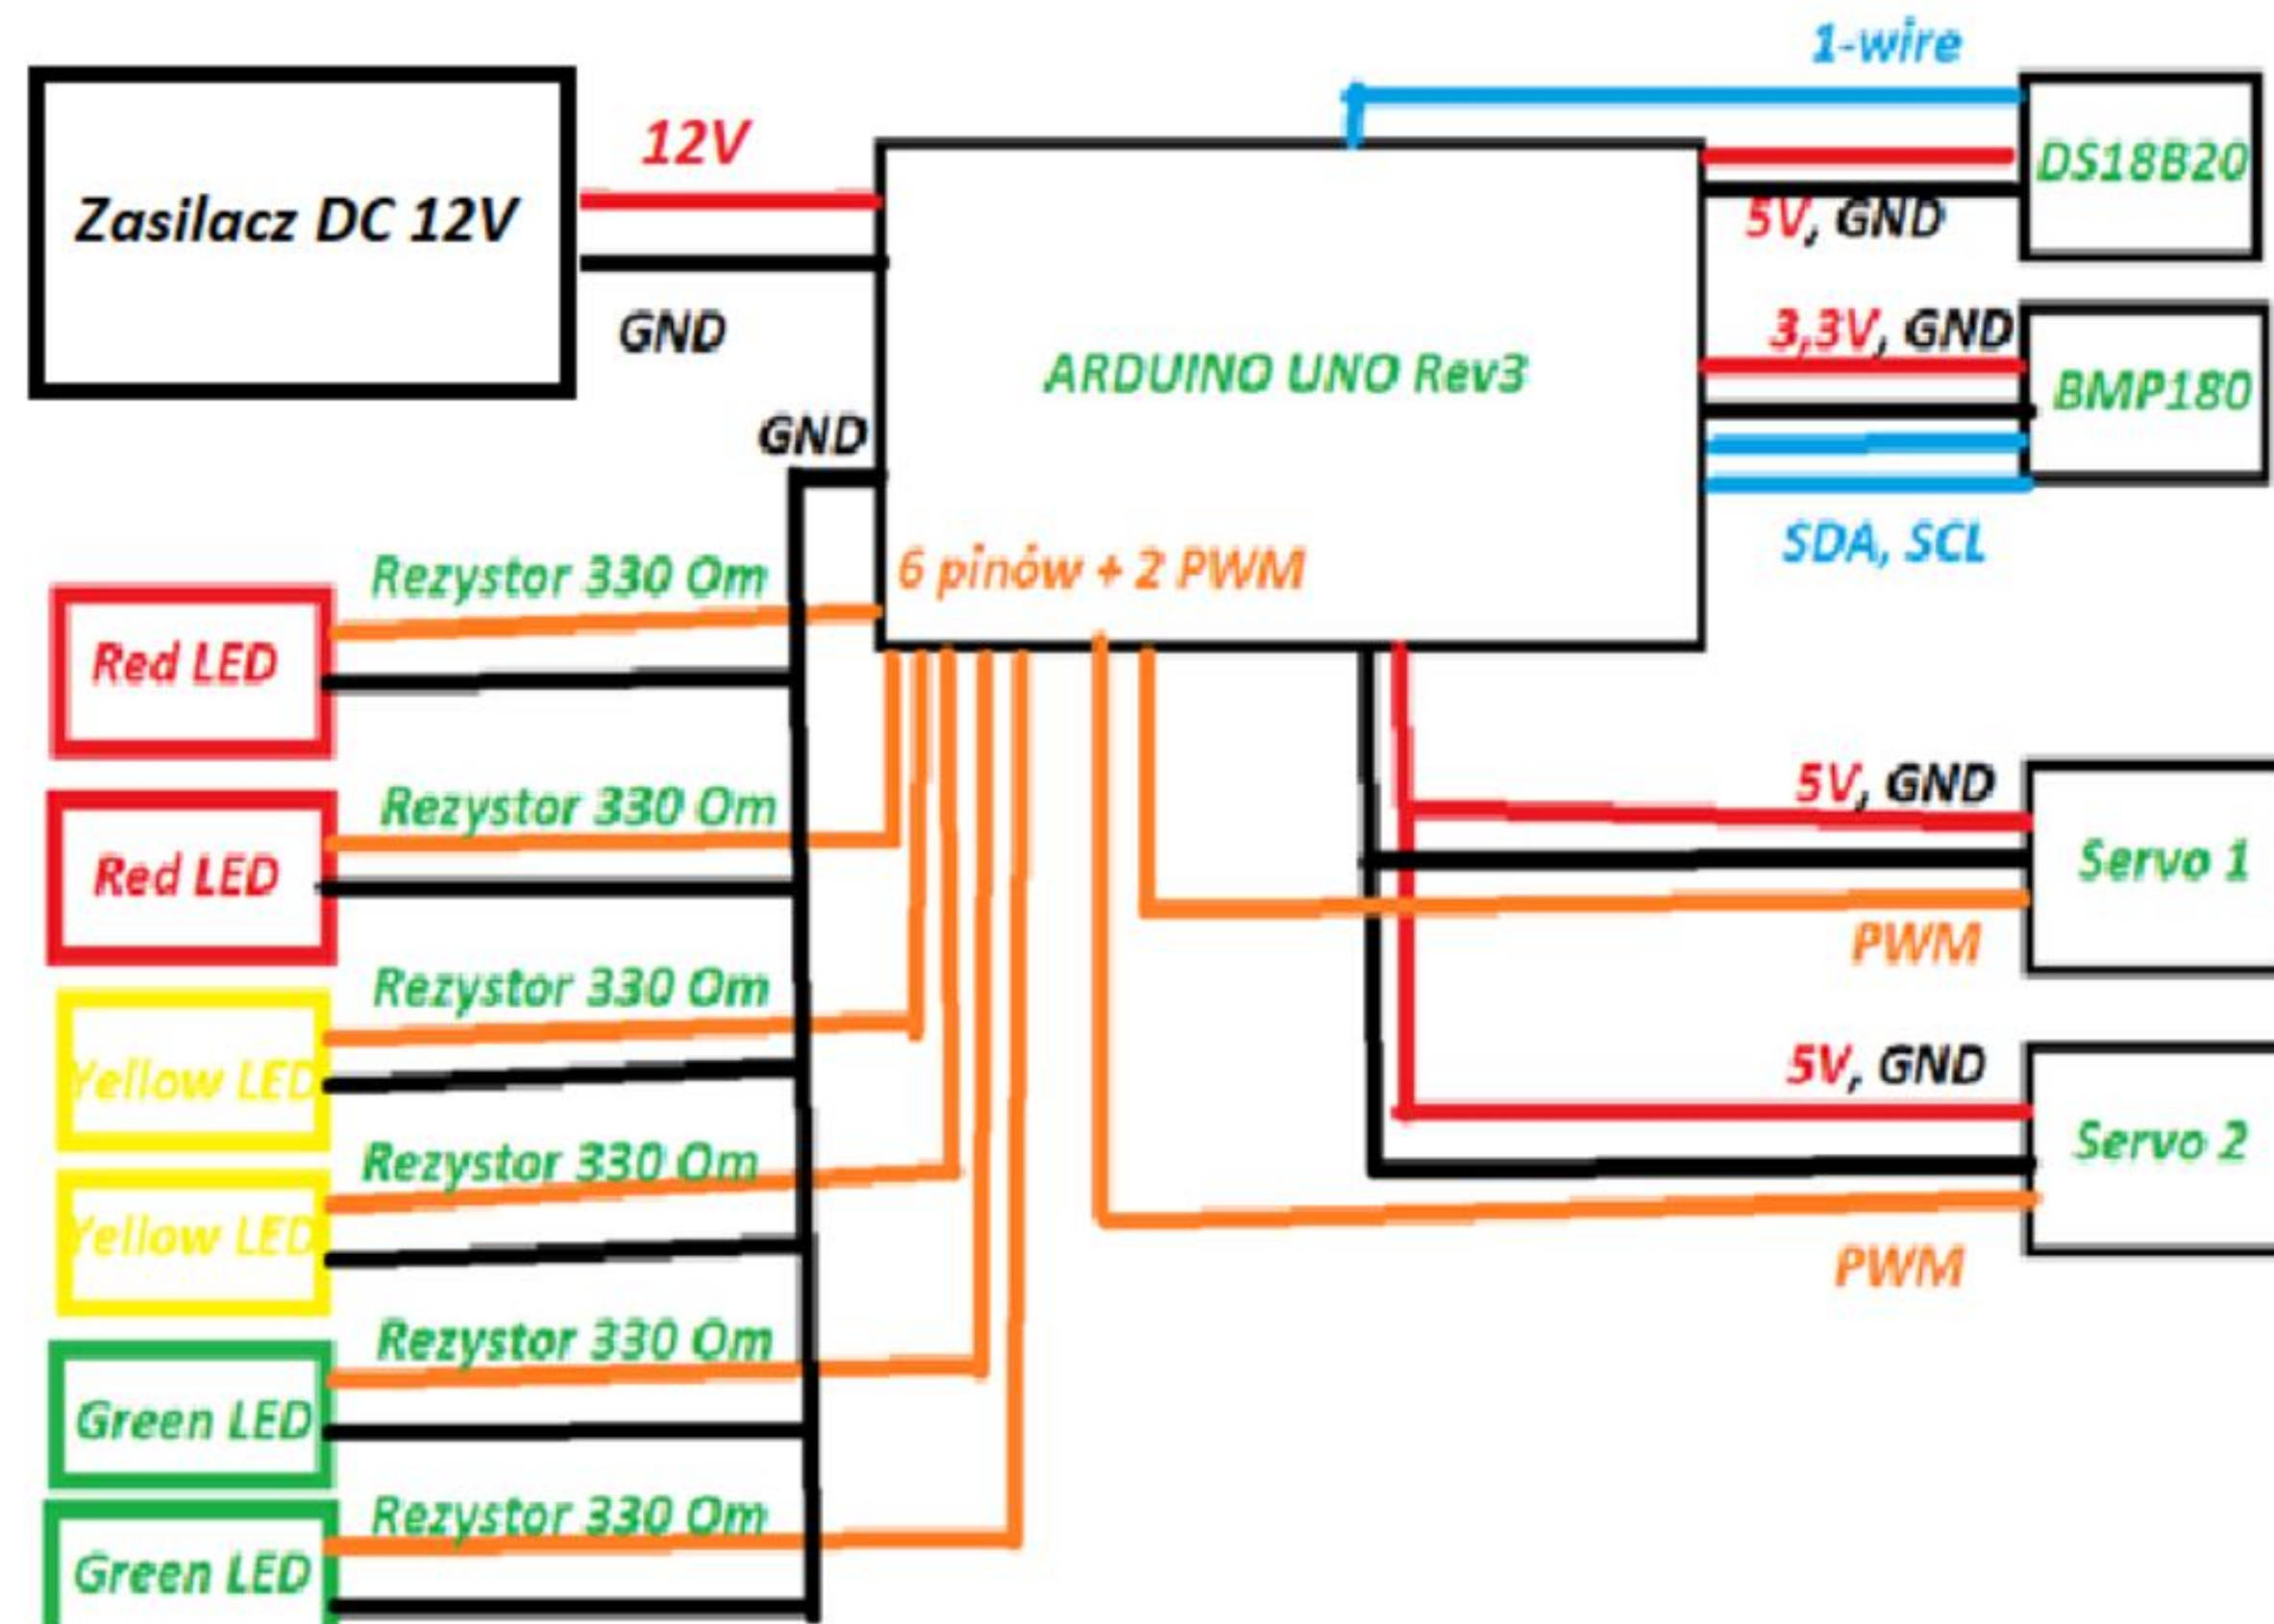 1-wire
12V
Zasilacz DC 12V
DS18B20
5V, GND
GND
3,3V, GND
ARDUINO UNO Rev3
BMP180
GND
SDA, SCL
6 pinów + 2 PWM
Rezystor 330 Om
Red LED
5V, GND
Rezystor 330 Om
Servo 1
Red LED
PWM
Rezystor 330 Om
5V, GND
Yellow LED
Servo 2
Rezystor 330 Om
Yellow LED
PWM
Rezystor 330 Om
Green LED
Rezystor 330 Om
Green LED